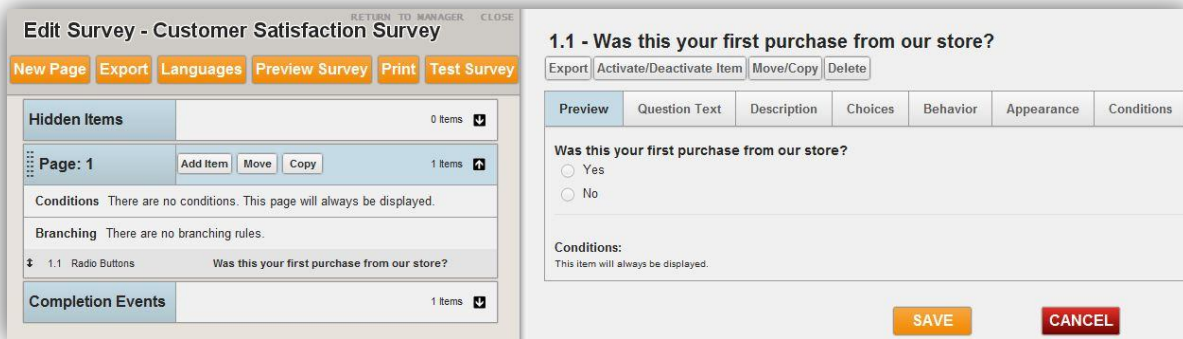 RETURN TO MANAGER CLOSE
Edit Survey - Customer Satisfaction Survey
New Page Export Languages Preview Survey Print Test Survey
Hidden Items 0 Items
Page: 1 Add Item Move Copy 1 Items
Conditions There are no conditions. This page will always be displayed.
Branching There are no branching rules.
1.1 Radio Buttons Was this your first purchase from our store?
Completion Events 1 Items
1.1 - Was this your first purchase from our store?
Export Activate/Deactivate Item Move/Copy Delete
Preview Question Text Description Choices Behavior Appearance Conditions
Was this your first purchase from our store?
Yes
No
Conditions:
This item will always be displayed.
SAVE CANCEL